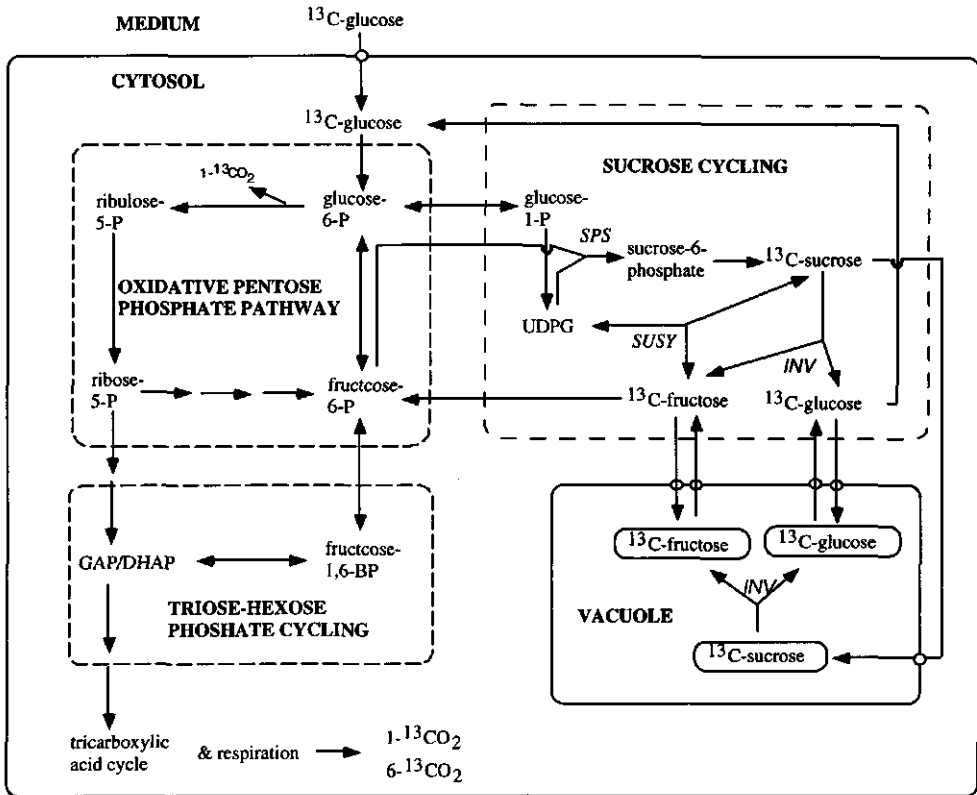 MEDIUM
13C-glucose
CYTOSOL
13C-glucose
SUCROSE CYCLING
1-13CO2
ribulose-
5-P
glucose-
6-P
glucose-
1-P
SPS
sucrose-6-
phosphate
13C-sucrose
OXIDATIVE PENTOSE
PHOSPHATE PATHWAY
UDPG
SUSY
INV
ribose-
5-P
fructcose-
6-P
13C-fructose
13C-glucose
GAP/DHAP
fructcose-
1,6-BP
TRIOSE-HEXOSE
PHOSHATE CYCLING
13C-fructose
13C-glucose
INV
VACUOLE
13C-sucrose
tricarboxylic
acid cycle
& respiration
1-13CO2
6-13CO2